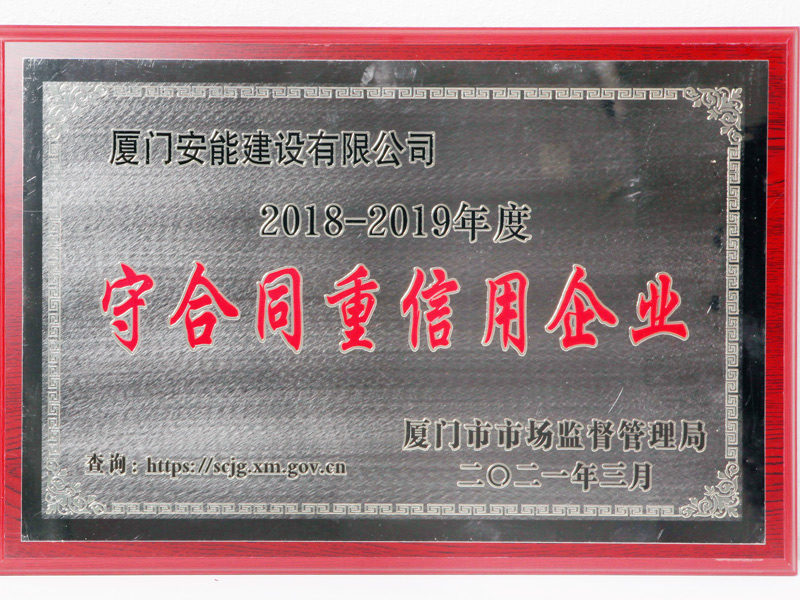 厦门安能建设有限公司
2018-2019年度
守合同重信用企业
厦门市市场监督管理局
查询：https://scjg.xm.gov.cn
二〇二一年三月